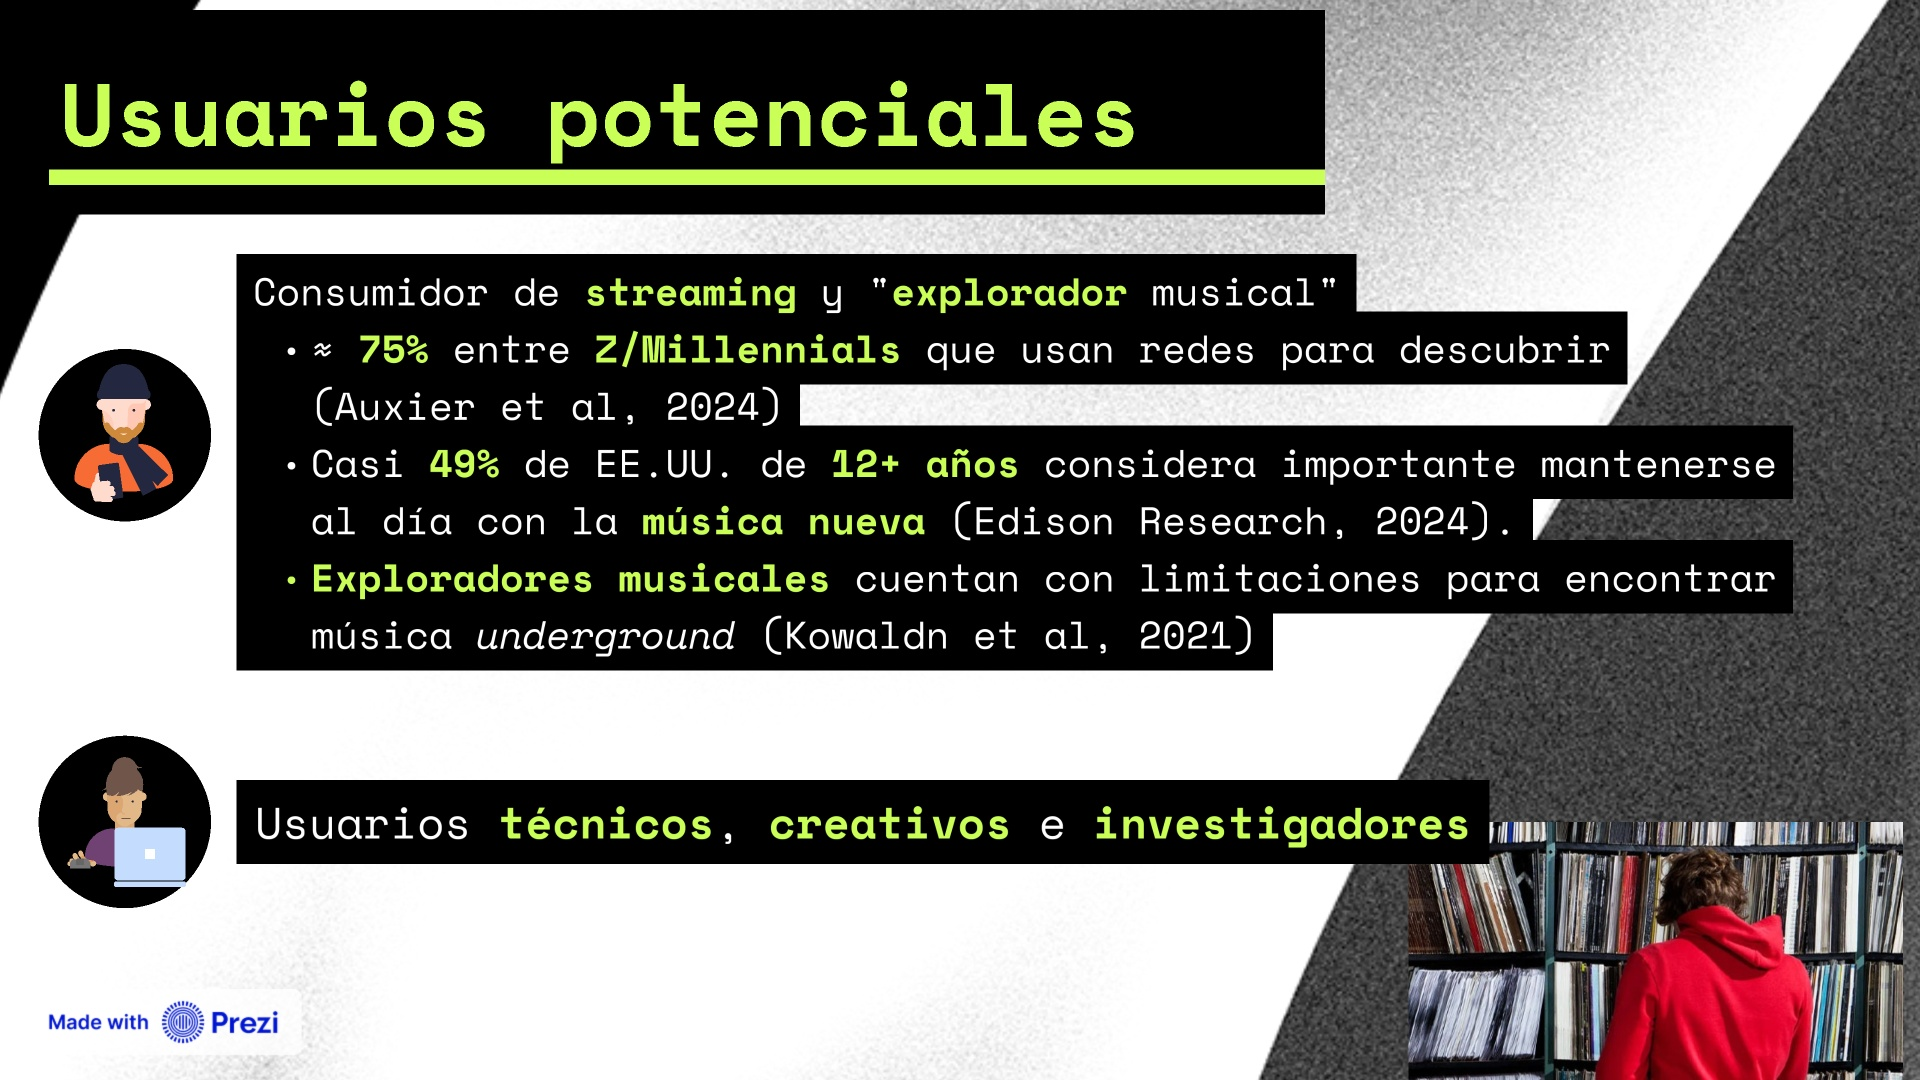 Usuarios potenciales
Consumidor de streaming y "explorador musical"
• ≈ 75% entre Z/Millennials que usan redes para descubrir
(Auxier et al, 2024)
• Casi 49% de EE.UU. de 12+ años considera importante mantenerse
al día con la música nueva (Edison Research, 2024).
• Exploradores musicales cuentan con limitaciones para encontrar
música underground (Kowaldn et al, 2021)
Usuarios técnicos, creativos e investigadores
Made with Prezi